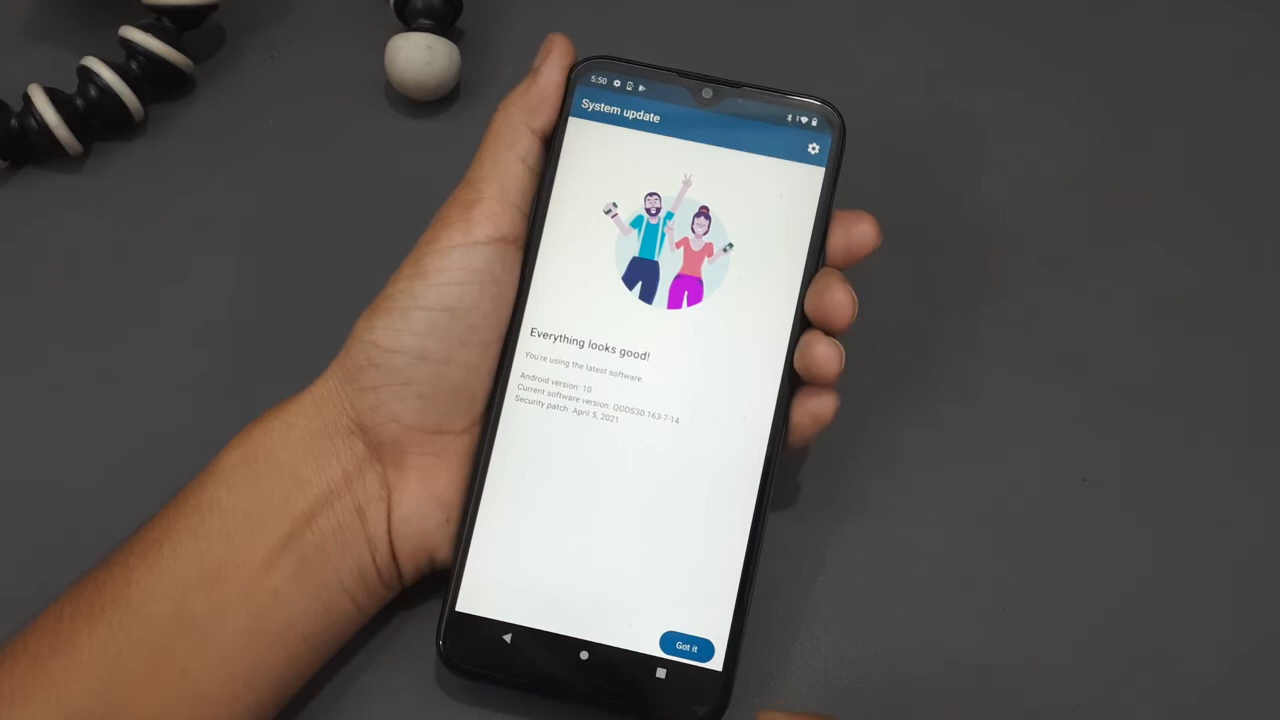 5:50
System update
Everything looks good!
You're using the latest software.
Android version: 10
Current software version: QODS30.163-7-14
Security patch: April 5, 2021
Got it